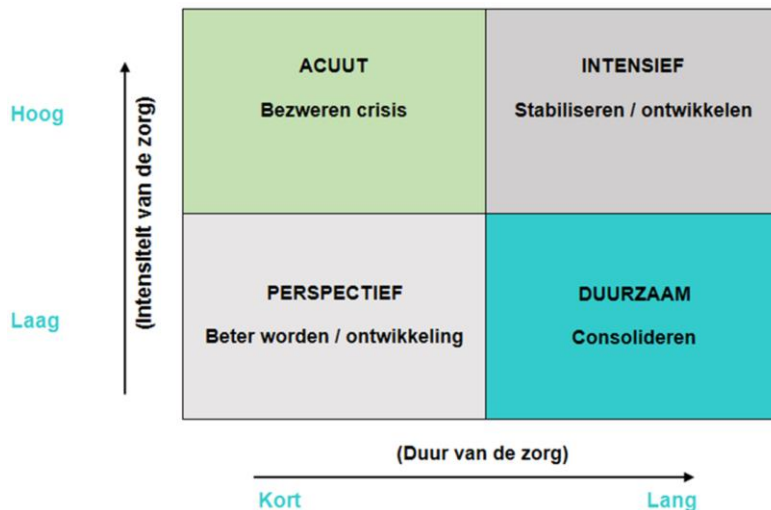 ACUUT
Bezweren crisis
INTENSIEF
Stabiliseren / ontwikkelen
Hoog
(Intensiteit van de zorg)
Laag
PERSPECTIEF
Beter worden / ontwikkeling
DUURZAAM
Consolideren
(Duur van de zorg)
Kort
Lang